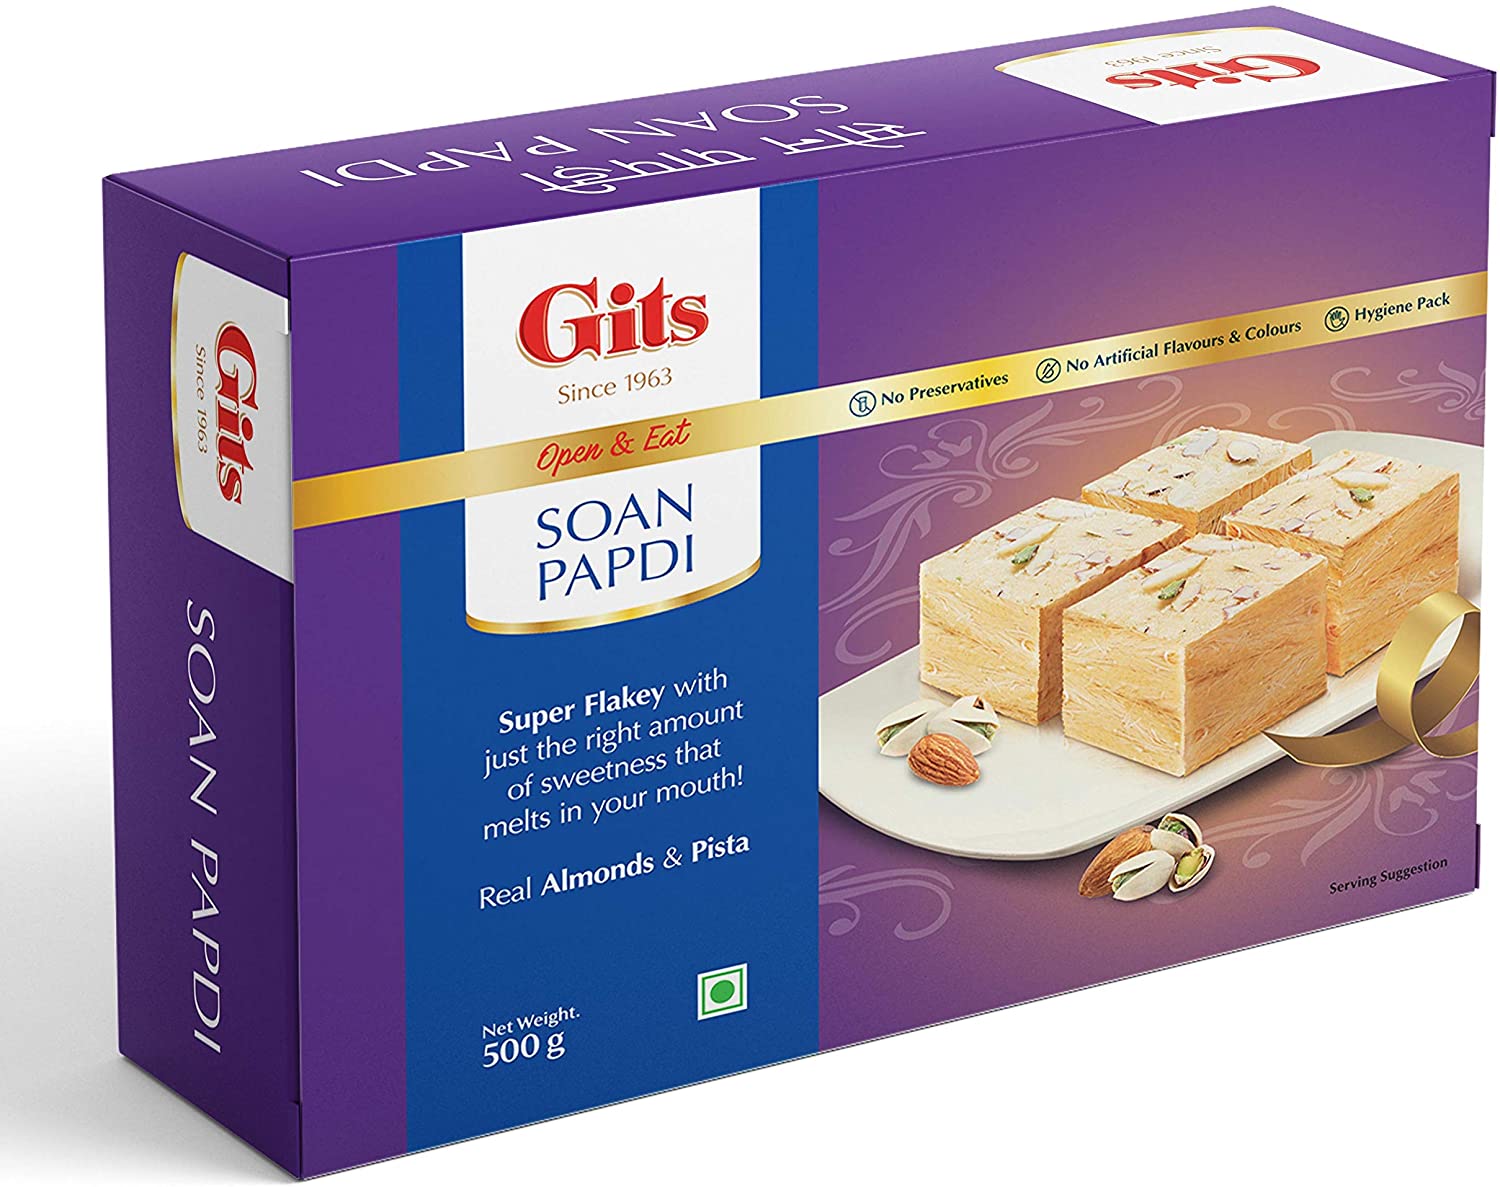 सोन पापड़ी
SOAN PAPDI
Gits
Since 1963
Gits
Since 1963
SOAN PAPDI
Gits
Since 1963
Open & Eat
SOAN
PAPDI
No Preservatives
No Artificial Flavours & Colours
Hygiene Pack
Super Flakey with
just the right amount
of sweetness that
melts in your mouth!
Real Almonds & Pista
Net Weight.
500 g
Serving Suggestion